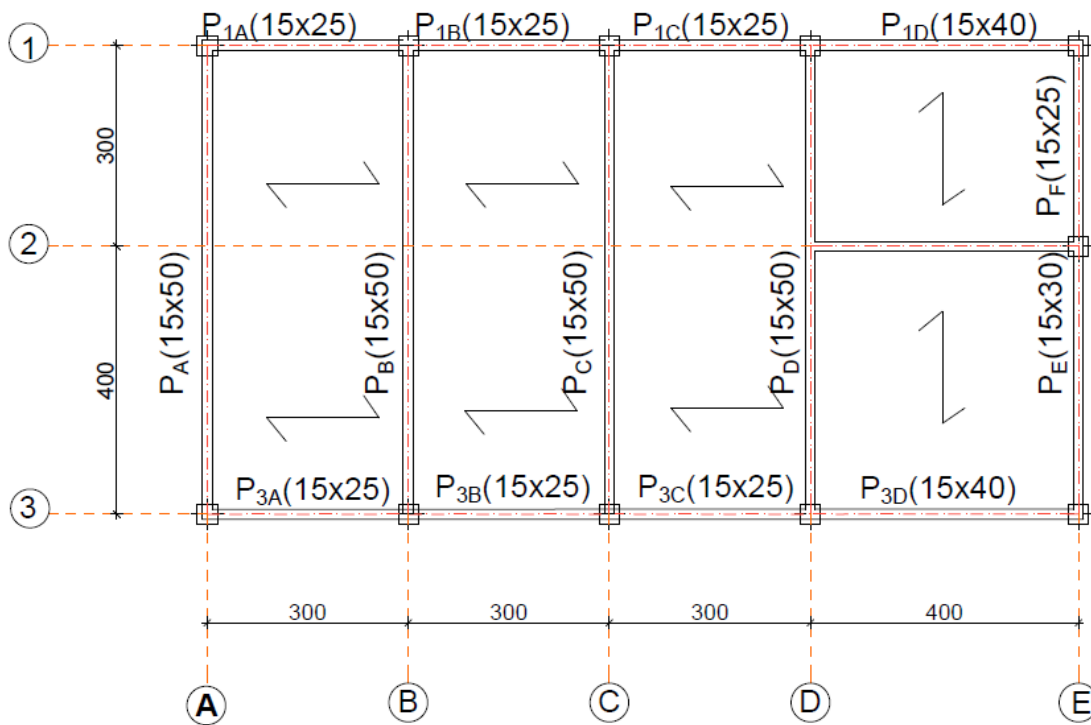 1
P1A(15x25) P1B(15x25) P1C(15x25) P1D(15x40)
300
PF(15x25)
2
PA(15x50)
PB(15x50)
PC(15x50)
PD(15x50)
PE(15x30)
400
P3A(15x25) P3B(15x25) P3C(15x25) P3D(15x40)
3
300 300 300 400
A B C D E